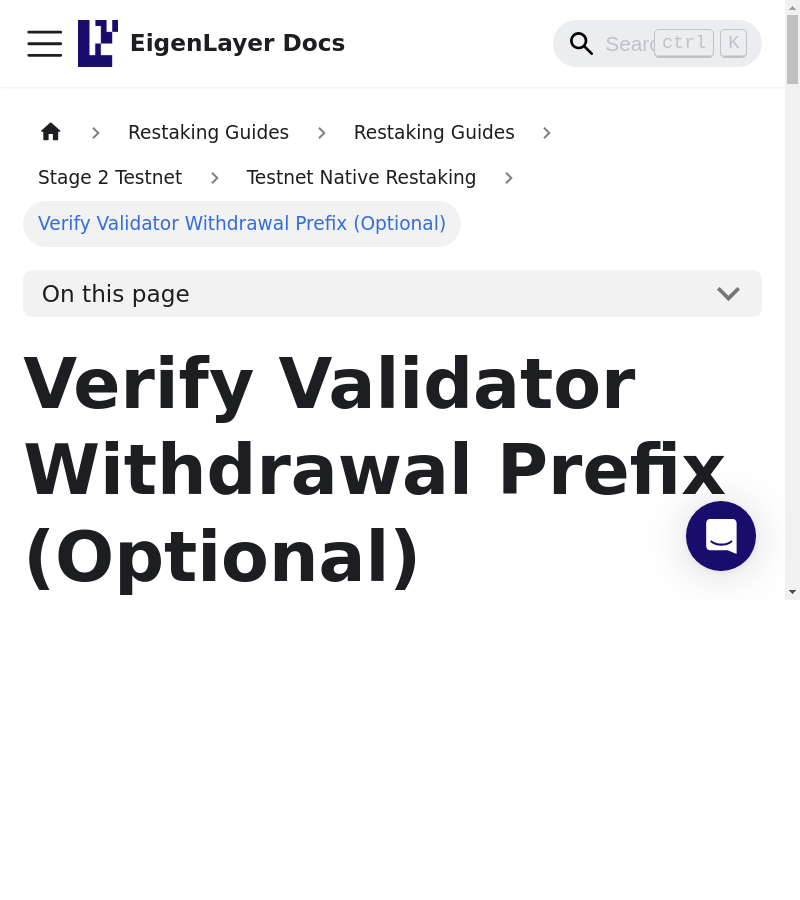 EigenLayer Docs
Sear ctrl K
Restaking Guides Restaking Guides
Stage 2 Testnet Testnet Native Restaking
Verify Validator Withdrawal Prefix (Optional)
On this page
Verify Validator
Withdrawal Prefix
(Optional)